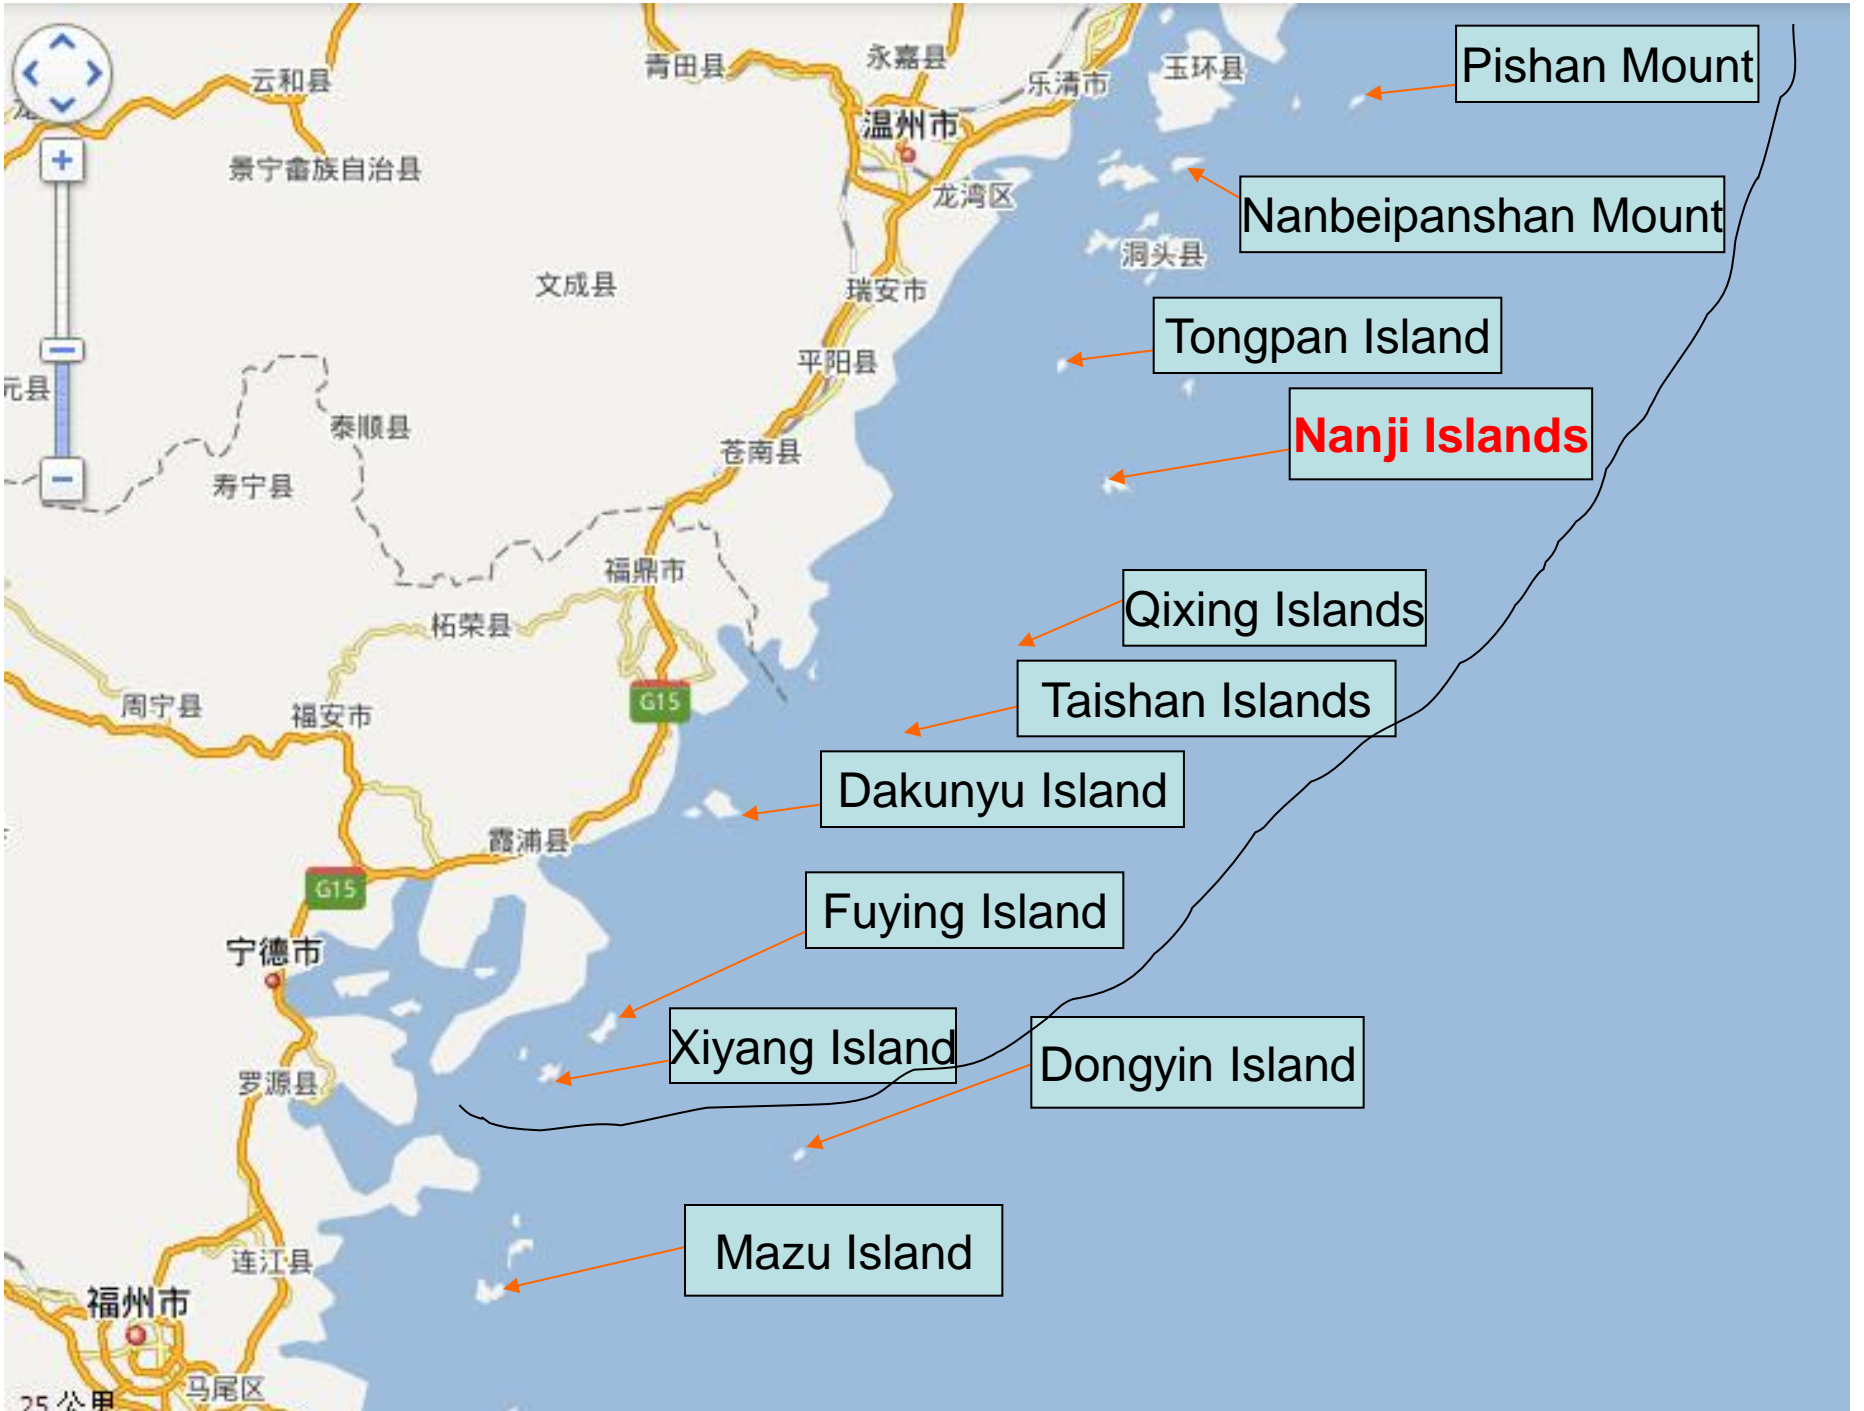 云和县
青田县
永嘉县
乐清市
玉环县
Pishan Mount
温州市
景宁畲族自治县
龙湾区
Nanbeipanshan Mount
洞头县
文成县
瑞安市
Tongpan Island
平阳县
元县
泰顺县
苍南县
Nanji Islands
寿宁县
福鼎市
Qixing Islands
柘荣县
周宁县
福安市
G15
Taishan Islands
Dakunyu Island
霞浦县
G15
Fuying Island
宁德市
Xiyang Island
Dongyin Island
罗源县
连江县
Mazu Island
福州市
马尾区
25 公里